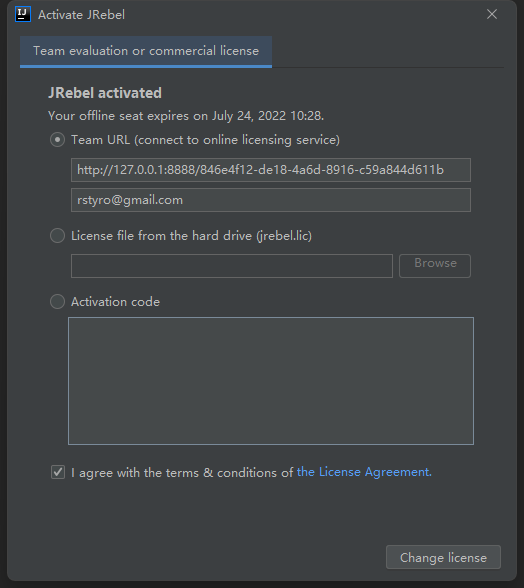 Activate JRebel
Team evaluation or commercial license
JRebel activated
Your offline seat expires on July 24, 2022 10:28.
Team URL (connect to online licensing service)
http://127.0.0.1:8888/846e4f12-de18-4a6d-8916-c59a844d611b
rstyro@gmail.com
License file from the hard drive (jrebel.lic)
Browse
Activation code
I agree with the terms & conditions of the License Agreement.
Change license